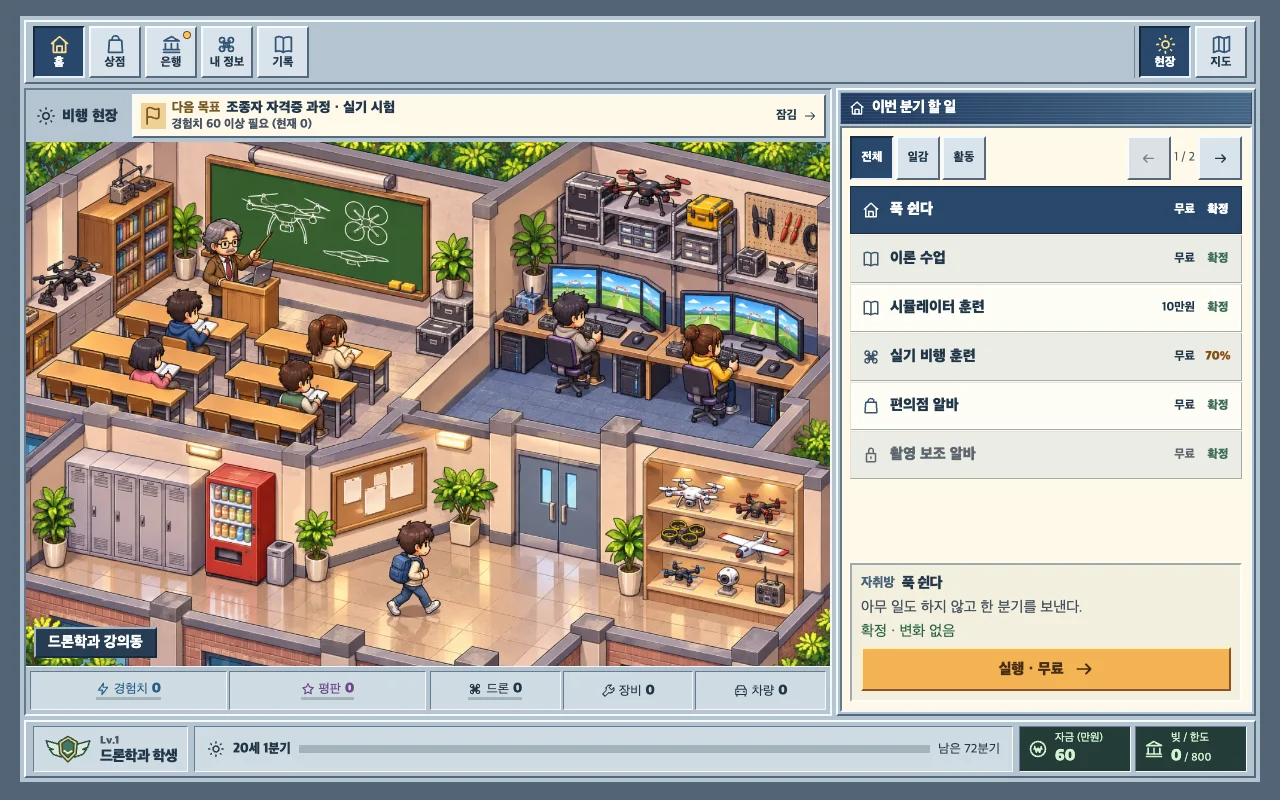 홈
상점
은행
내 정보
기록
현장
지도
비행 현장
다음 목표 조종자 자격증 과정 · 실기 시험
경험치 60 이상 필요 (현재 0)
잠김 →
드론학과 강의동
경험치 0
평판 0
드론 0
장비 0
차량 0
이번 분기 할 일
전체
일감
활동
← 1 / 2 →
푹 쉰다 무료 확정
이론 수업 무료 확정
시뮬레이터 훈련 10만원 확정
실기 비행 훈련 무료 70%
편의점 알바 무료 확정
촬영 보조 알바 무료 확정
자취방 푹 쉰다
아무 일도 하지 않고 한 분기를 보낸다.
확정 · 변화 없음
실행 · 무료 →
Lv.1
드론학과 학생
20세 1분기
남은 72분기
자금 (만원)
60
빚 / 한도
0 / 800